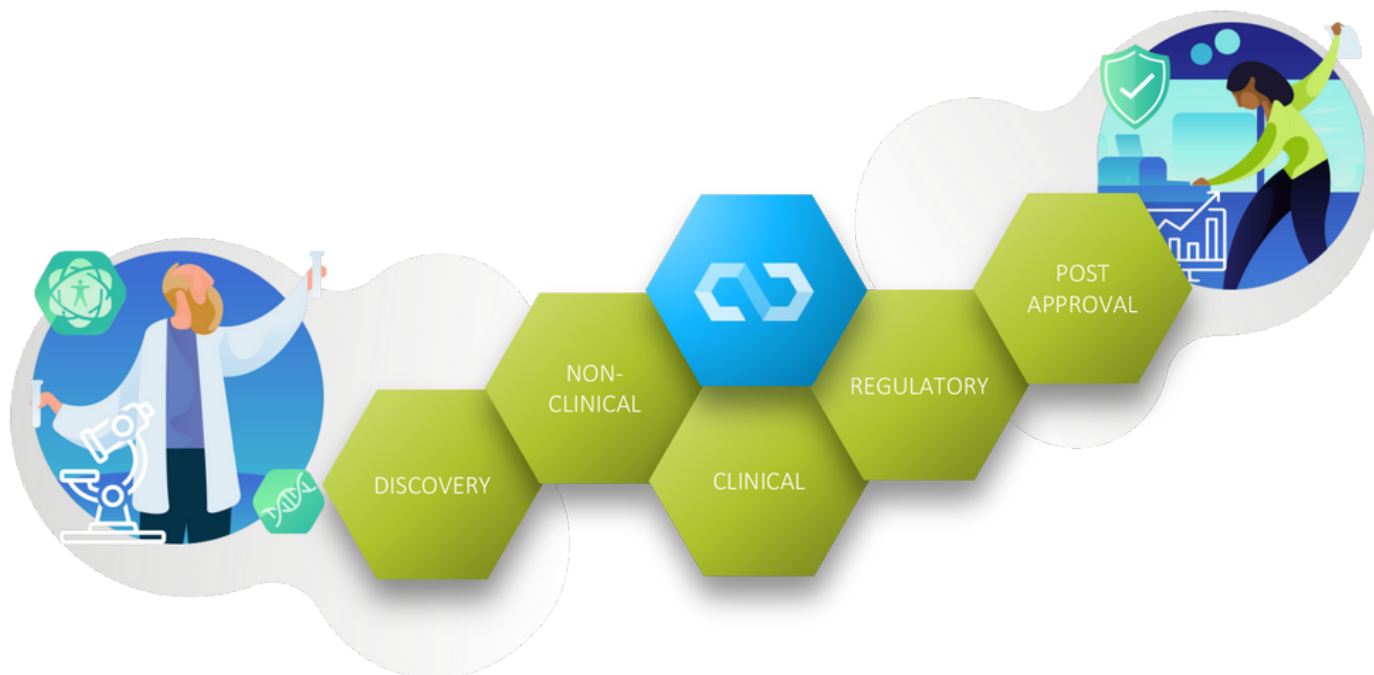 DISCOVERY
NON-
CLINICAL
CLINICAL
REGULATORY
POST
APPROVAL